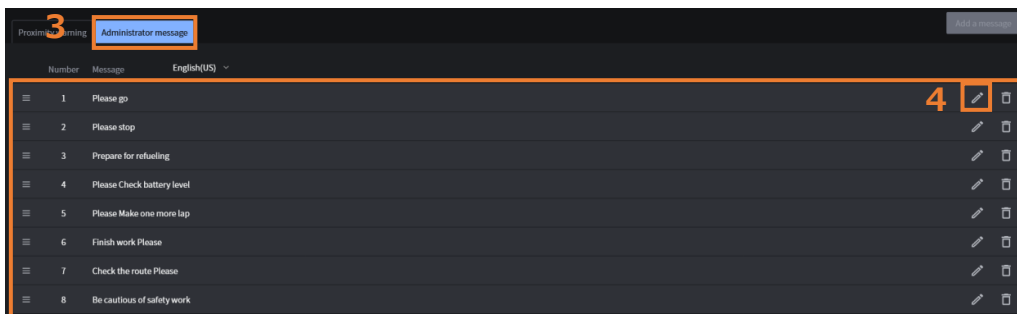 3
Proximity warning Administrator message Add a message
Number Message English(US)
1 Please go 4
2 Please stop
3 Prepare for refueling
4 Please Check battery level
5 Please Make one more lap
6 Finish work Please
7 Check the route Please
8 Be cautious of safety work